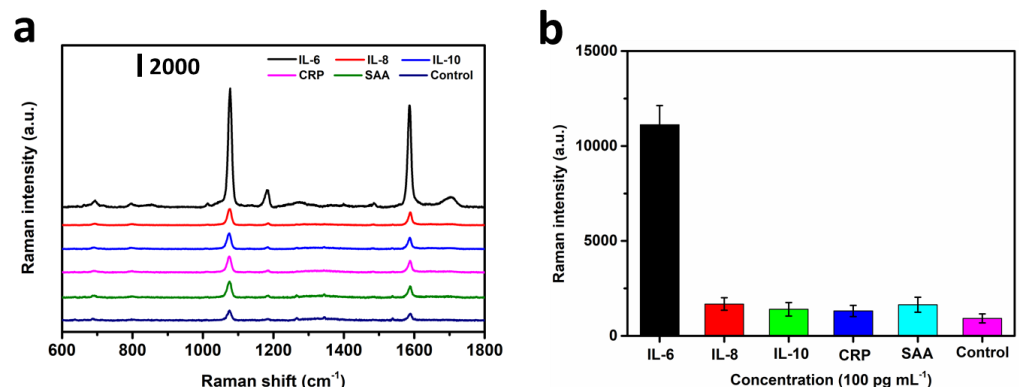 a
2000
IL-6 IL-8 IL-10
CRP SAA Control
Raman intensity (a.u.)
600 800 1000 1200 1400 1600 1800
Raman shift (cm⁻¹)
b
15000
10000
5000
0
Raman intensity (a.u.)
IL-6 IL-8 IL-10 CRP SAA Control
Concentration (100 pg mL⁻¹)